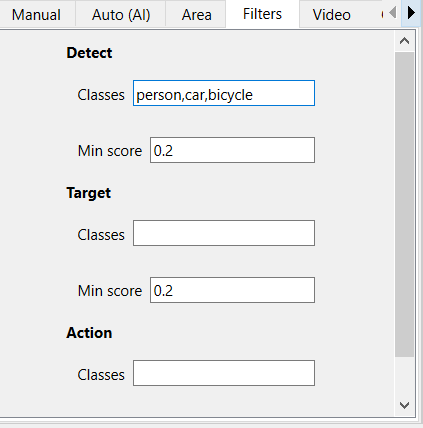 Manual Auto (AI) Area Filters Video
Detect
Classes person,car,bicycle
Min score 0.2
Target
Classes
Min score 0.2
Action
Classes